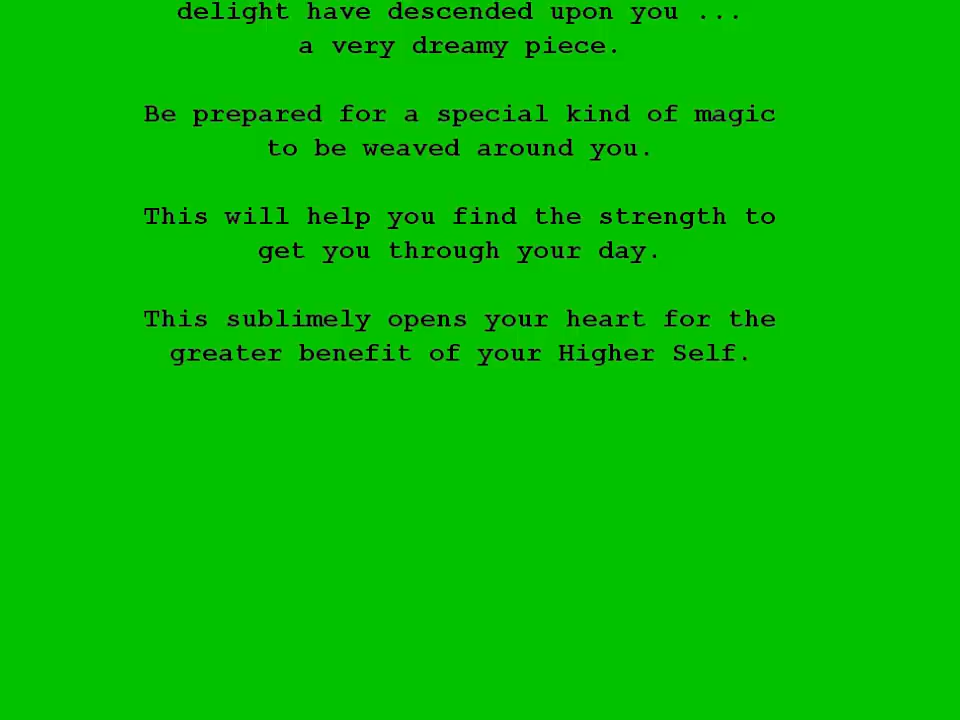 delight have descended upon you ...
a very dreamy piece.
Be prepared for a special kind of magic
to be weaved around you.
This will help you find the strength to
get you through your day.
This sublimely opens your heart for the
greater benefit of your Higher Self.